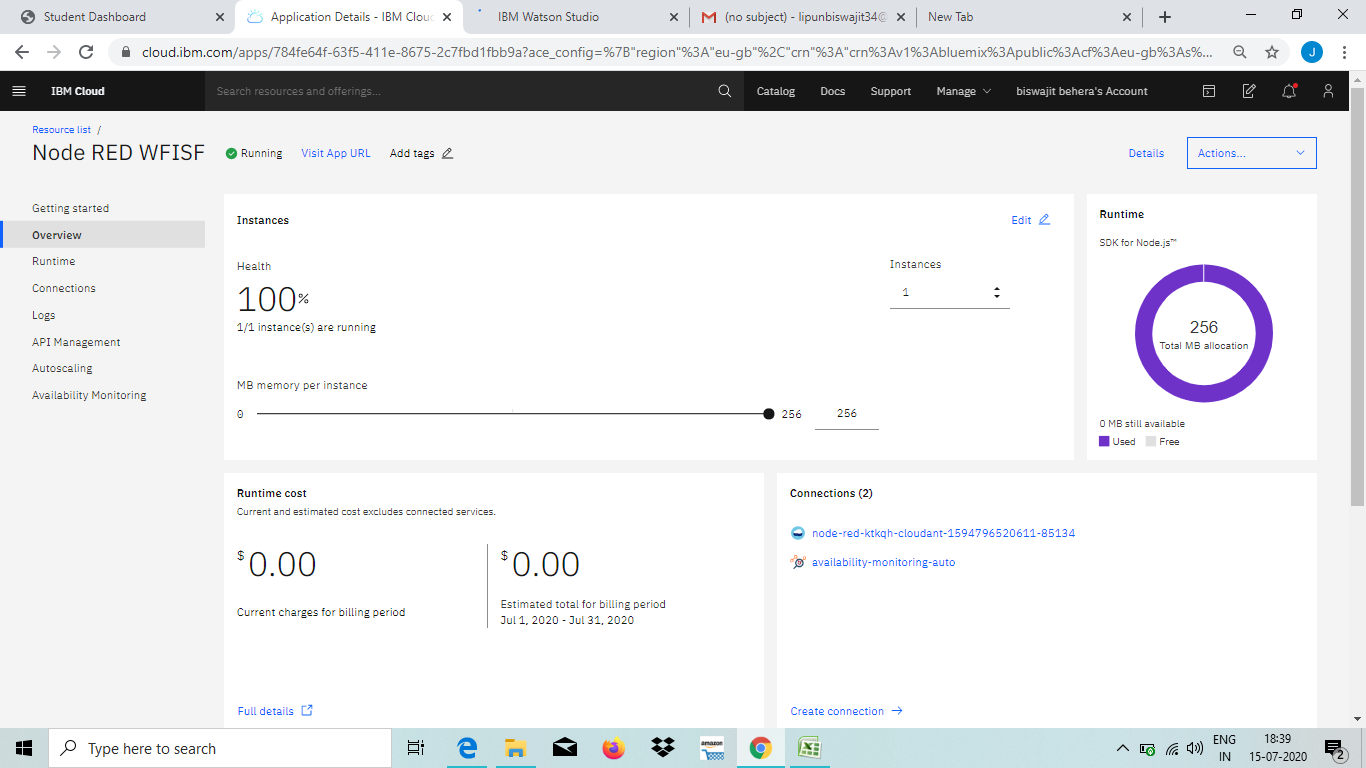 Student Dashboard
Application Details - IBM Clou
IBM Watson Studio
(no subject) - lipunbiswajit34@
New Tab
cloud.ibm.com/apps/784fe64f-63f5-411e-8675-2c7fbd1fbb9a?ace_config=%7B"region"%3A"eu-gb"%2C"crn"%3A"crn%3Av1%3Abluemix%3Apublic%3Acf%3Aeu-gb%3As%...
J
IBM Cloud
Search resources and offerings...
Catalog
Docs
Support
Manage
biswajit behera's Account
Resource list /
Node RED WFISF
Running
Visit App URL
Add tags
Details
Actions...
Getting started
Overview
Runtime
Connections
Logs
API Management
Autoscaling
Availability Monitoring
Instances
Edit
Health
100%
1/1 instance(s) are running
Instances
1
MB memory per instance
0
256
256
Runtime
SDK for Node.js™
256
Total MB allocation
0 MB still available
Used
Free
Runtime cost
Current and estimated cost excludes connected services.
$0.00
Current charges for billing period
$0.00
Estimated total for billing period
Jul 1, 2020 - Jul 31, 2020
Full details
Connections (2)
node-red-ktkqh-cloudant-1594796520611-85134
availability-monitoring-auto
Create connection
Type here to search
amazon
ENG
IN
18:39
15-07-2020
2